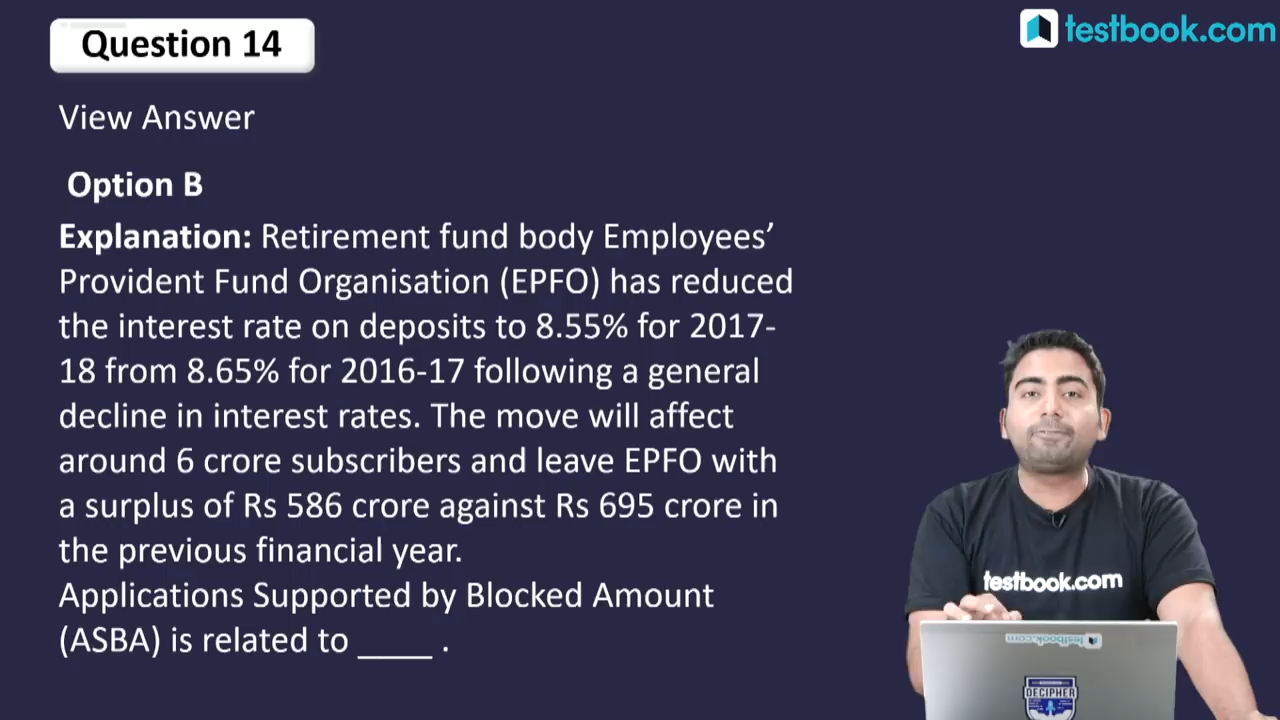 Question 14
testbook.com
View Answer
Option B
Explanation: Retirement fund body Employees’
Provident Fund Organisation (EPFO) has reduced
the interest rate on deposits to 8.55% for 2017-
18 from 8.65% for 2016-17 following a general
decline in interest rates. The move will affect
around 6 crore subscribers and leave EPFO with
a surplus of Rs 586 crore against Rs 695 crore in
the previous financial year.
Applications Supported by Blocked Amount
(ASBA) is related to ____ .
testbook.com
testbook.com
DECIPHER